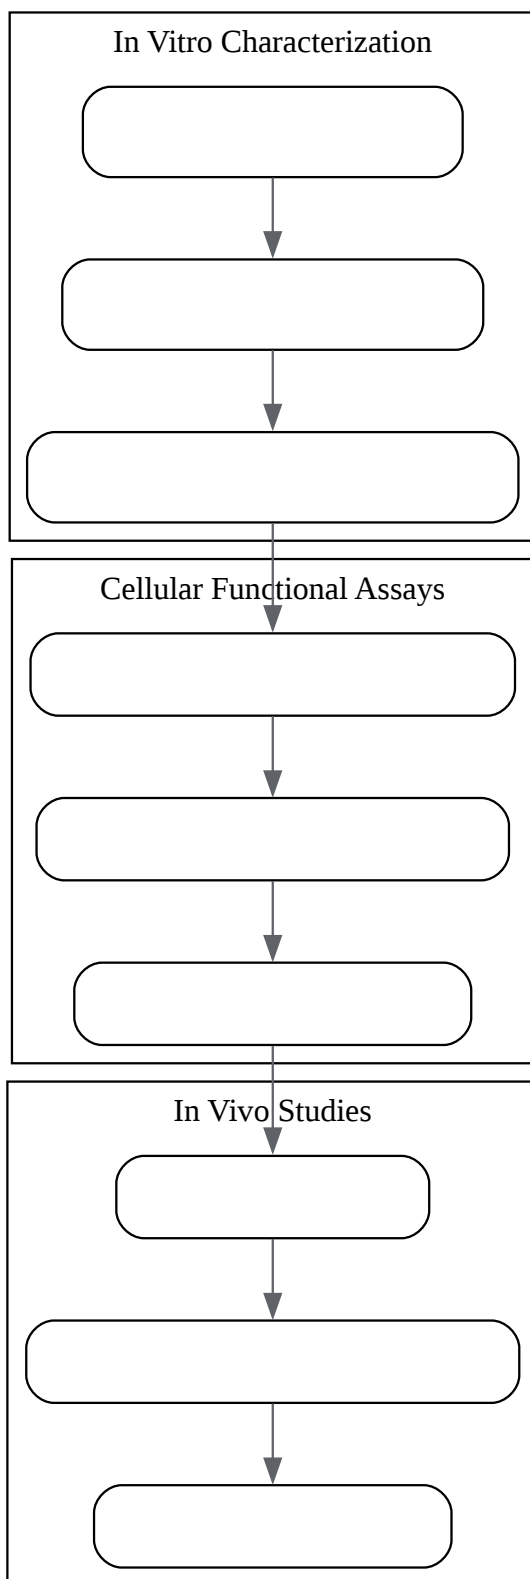 In Vitro Characterization
Cellular Functional Assays
In Vivo Studies